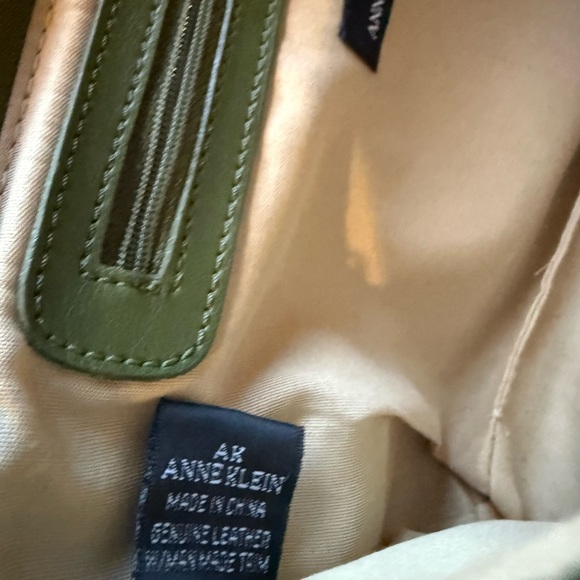 AK
ANNE KLEIN
MADE IN CHINA
GENUINE LEATHER
W/MAN MADE TRIM